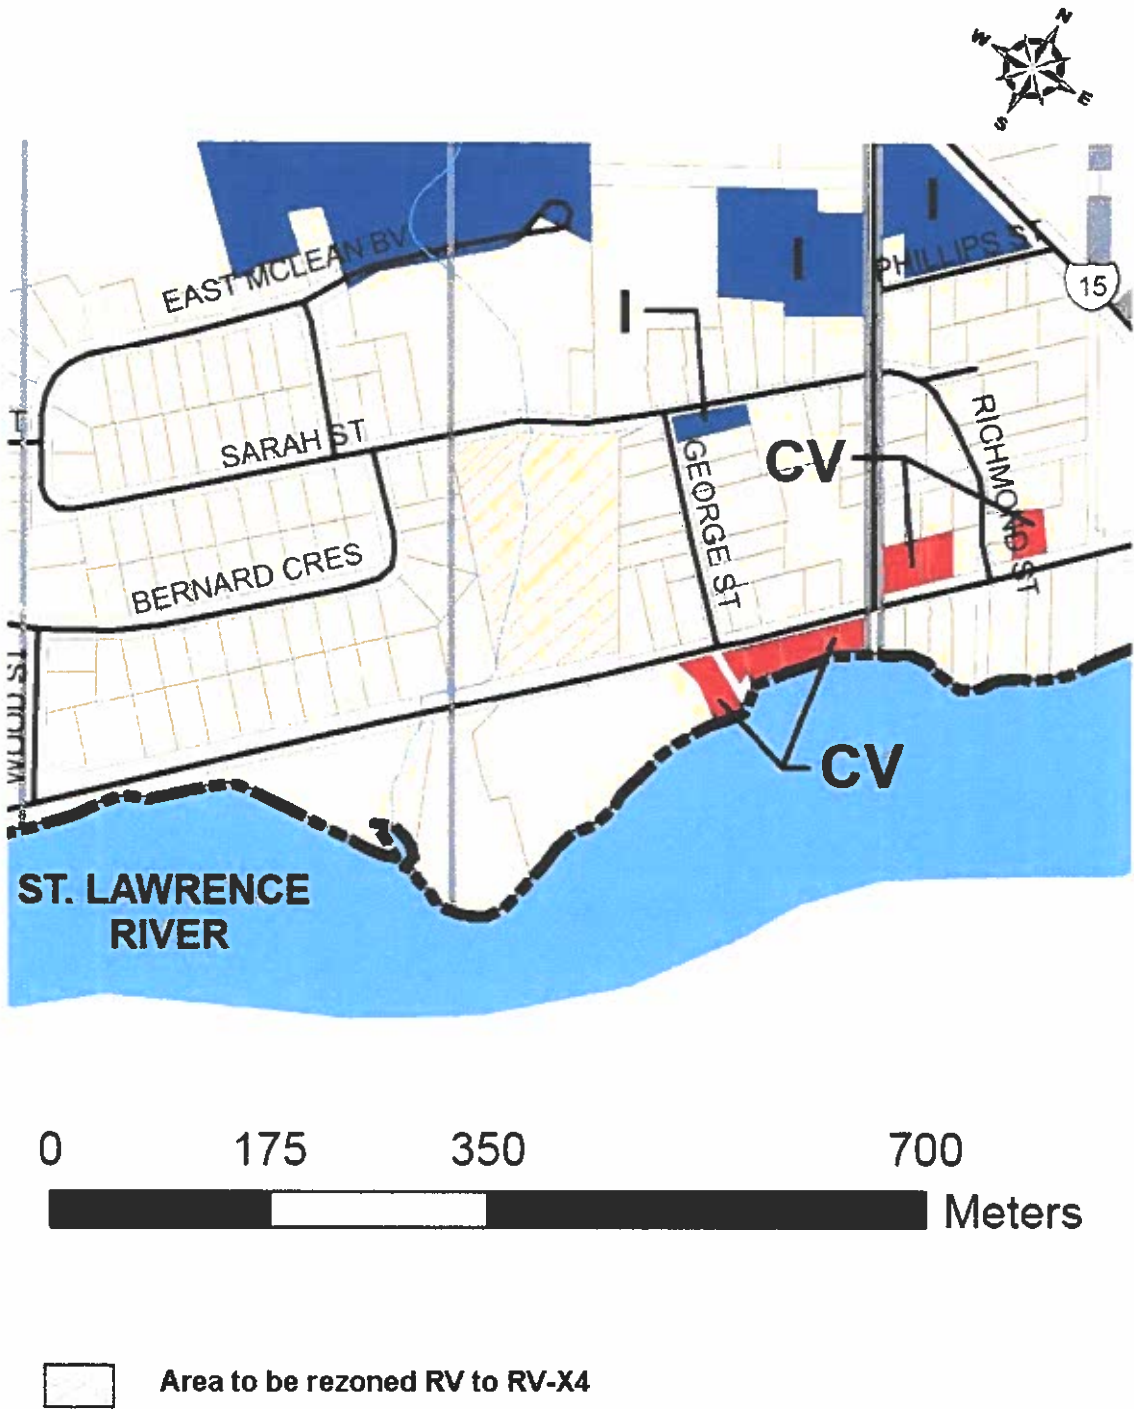 N
W
E
S
EAST MCLEAN BV
I
I
I
PHILLIPS ST
15
T
SARAH ST
GEORGE ST
CV
RICHMOND ST
BERNARD CRES
WOOD ST
CV
ST. LAWRENCE
RIVER
0 175 350 700
Meters
Area to be rezoned RV to RV-X4